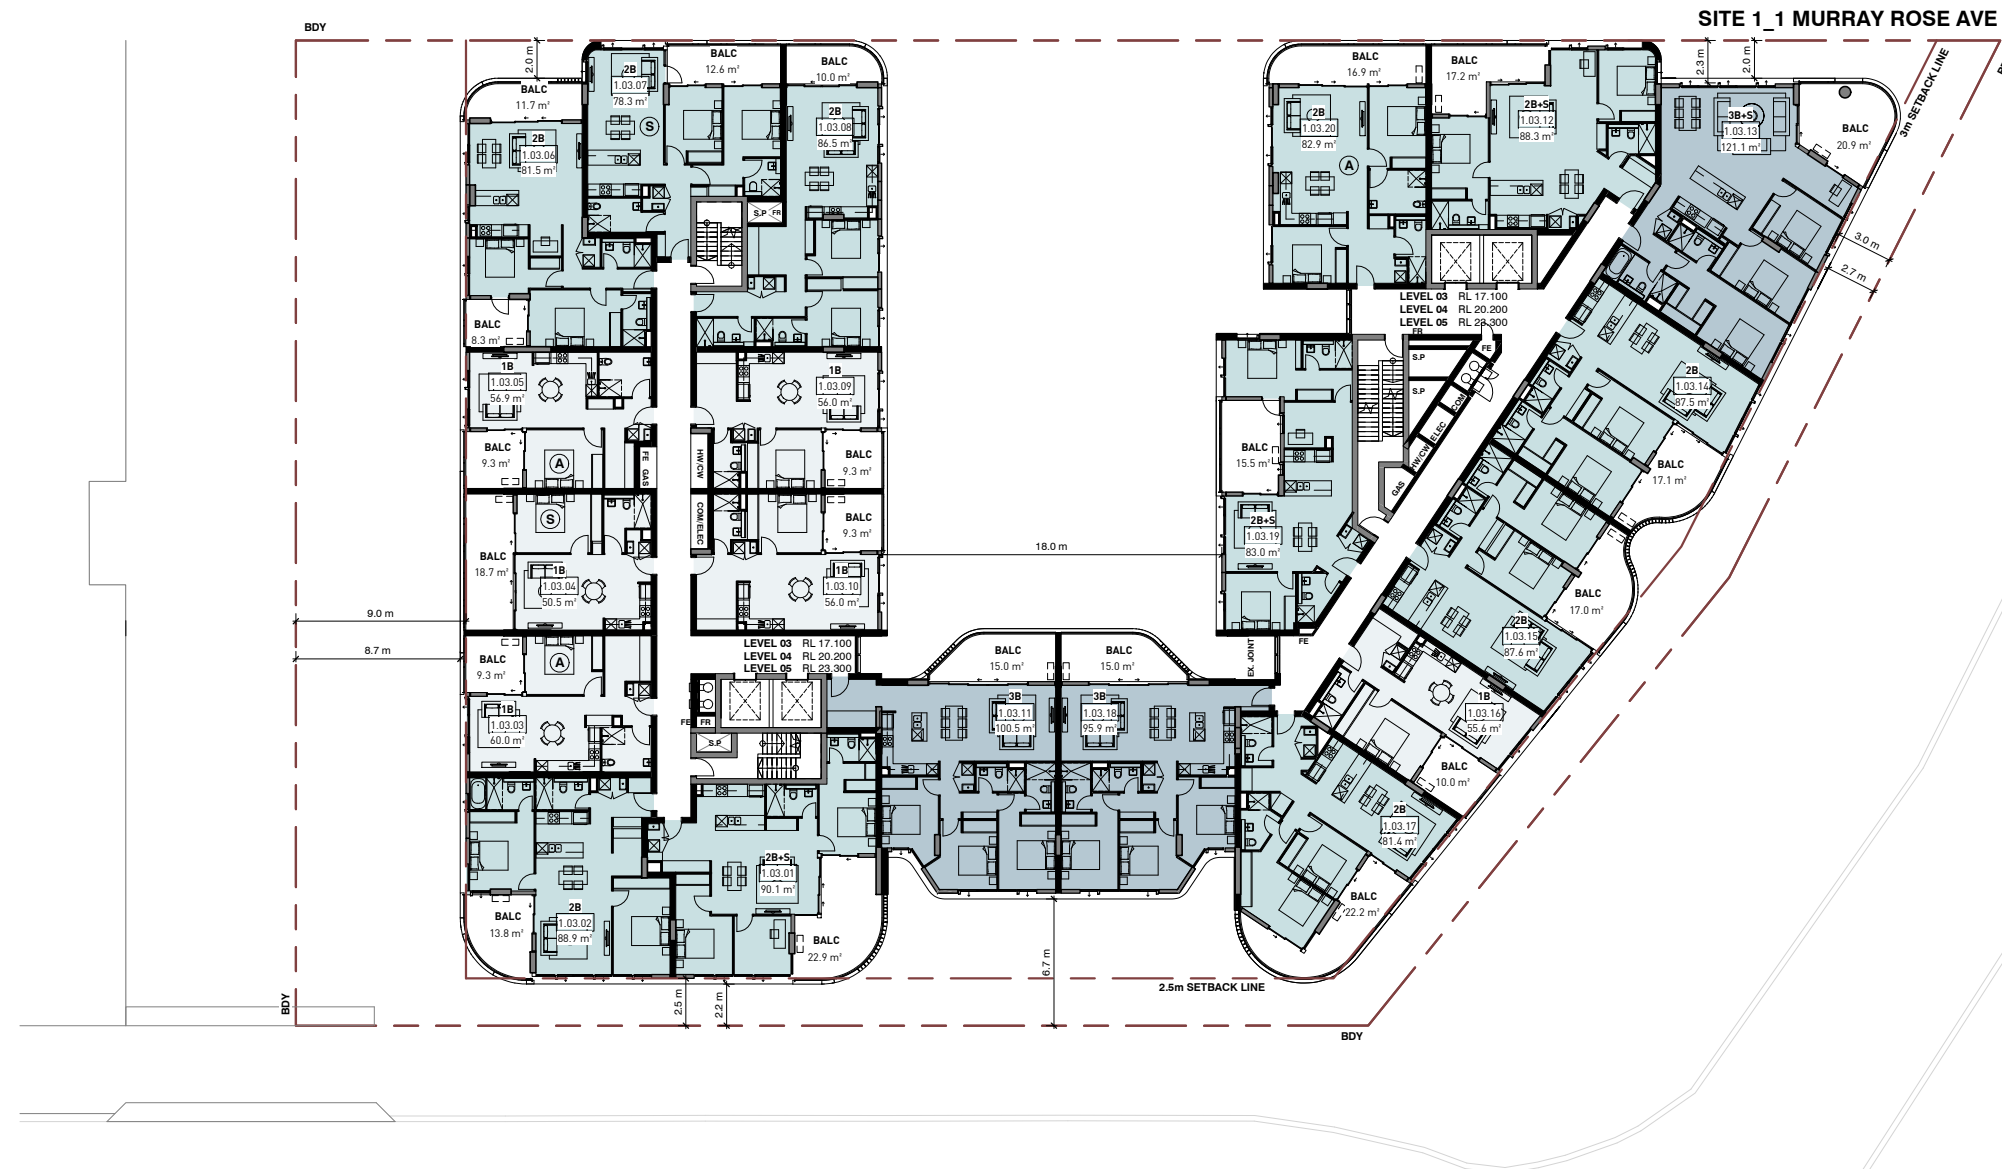 SITE 1_1 MURRAY ROSE AVE
BDY
2.0 m
2.3 m
2.0 m
3m SETBACK LINE
BALC
11.7 m²
2B
1.03.07
78.3 m²
S
BALC
12.6 m²
BALC
10.0 m²
2B
1.03.06
81.5 m²
2B
1.03.08
86.5 m²
S.P
FR
BALC
8.3 m²
BALC
16.9 m²
BALC
17.2 m²
2B
1.03.20
82.9 m²
A
2B+S
1.03.12
88.3 m²
3B+S
1.03.13
121.1 m²
BALC
20.9 m²
3.0 m
2.7 m
LEVEL 03 RL 17.100
LEVEL 04 RL 20.200
LEVEL 05 RL 23.300
FR
S.P
FE
S.P
COM
ELEC
HW/CW
GAS
1B
1.03.05
56.9 m²
1B
1.03.09
56.0 m²
BALC
9.3 m²
A
FE
GAS
HW/CW
BALC
9.3 m²
S
COM/ELEC
BALC
9.3 m²
BALC
18.7 m²
1B
1.03.04
50.5 m²
1B
1.03.10
56.0 m²
18.0 m
BALC
15.5 m²
2B+S
1.03.19
83.0 m²
2B
1.03.14
87.5 m²
BALC
17.1 m²
BALC
17.0 m²
2B
1.03.15
87.6 m²
9.0 m
8.7 m
BALC
9.3 m²
A
LEVEL 03 RL 17.100
LEVEL 04 RL 20.200
LEVEL 05 RL 23.300
BALC
15.0 m²
BALC
15.0 m²
EX. JOINT
FE
1B
1.03.03
60.0 m²
FE
FR
S.P
3B
1.03.11
100.5 m²
3B
1.03.18
95.9 m²
1B
1.03.16
55.6 m²
BALC
10.0 m²
2B
1.03.17
81.4 m²
BALC
22.2 m²
2B+S
1.03.01
90.1 m²
BALC
13.8 m²
2B
1.03.02
88.9 m²
BALC
22.9 m²
6.7 m
2.5 m
2.2 m
2.5m SETBACK LINE
BDY
BDY